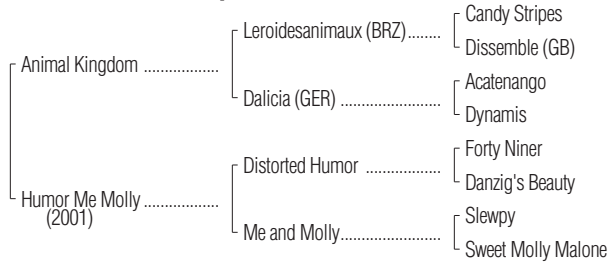 Candy Stripes
Leroidesanimaux (BRZ)........
Dissemble (GB)
Animal Kingdom ..................
Acatenango
Dalicia (GER) ........................
Dynamis
Forty Niner
Distorted Humor ..................
Danzig's Beauty
Humor Me Molly ..................
(2001)
Slewpy
Me and Molly........................
Sweet Molly Malone